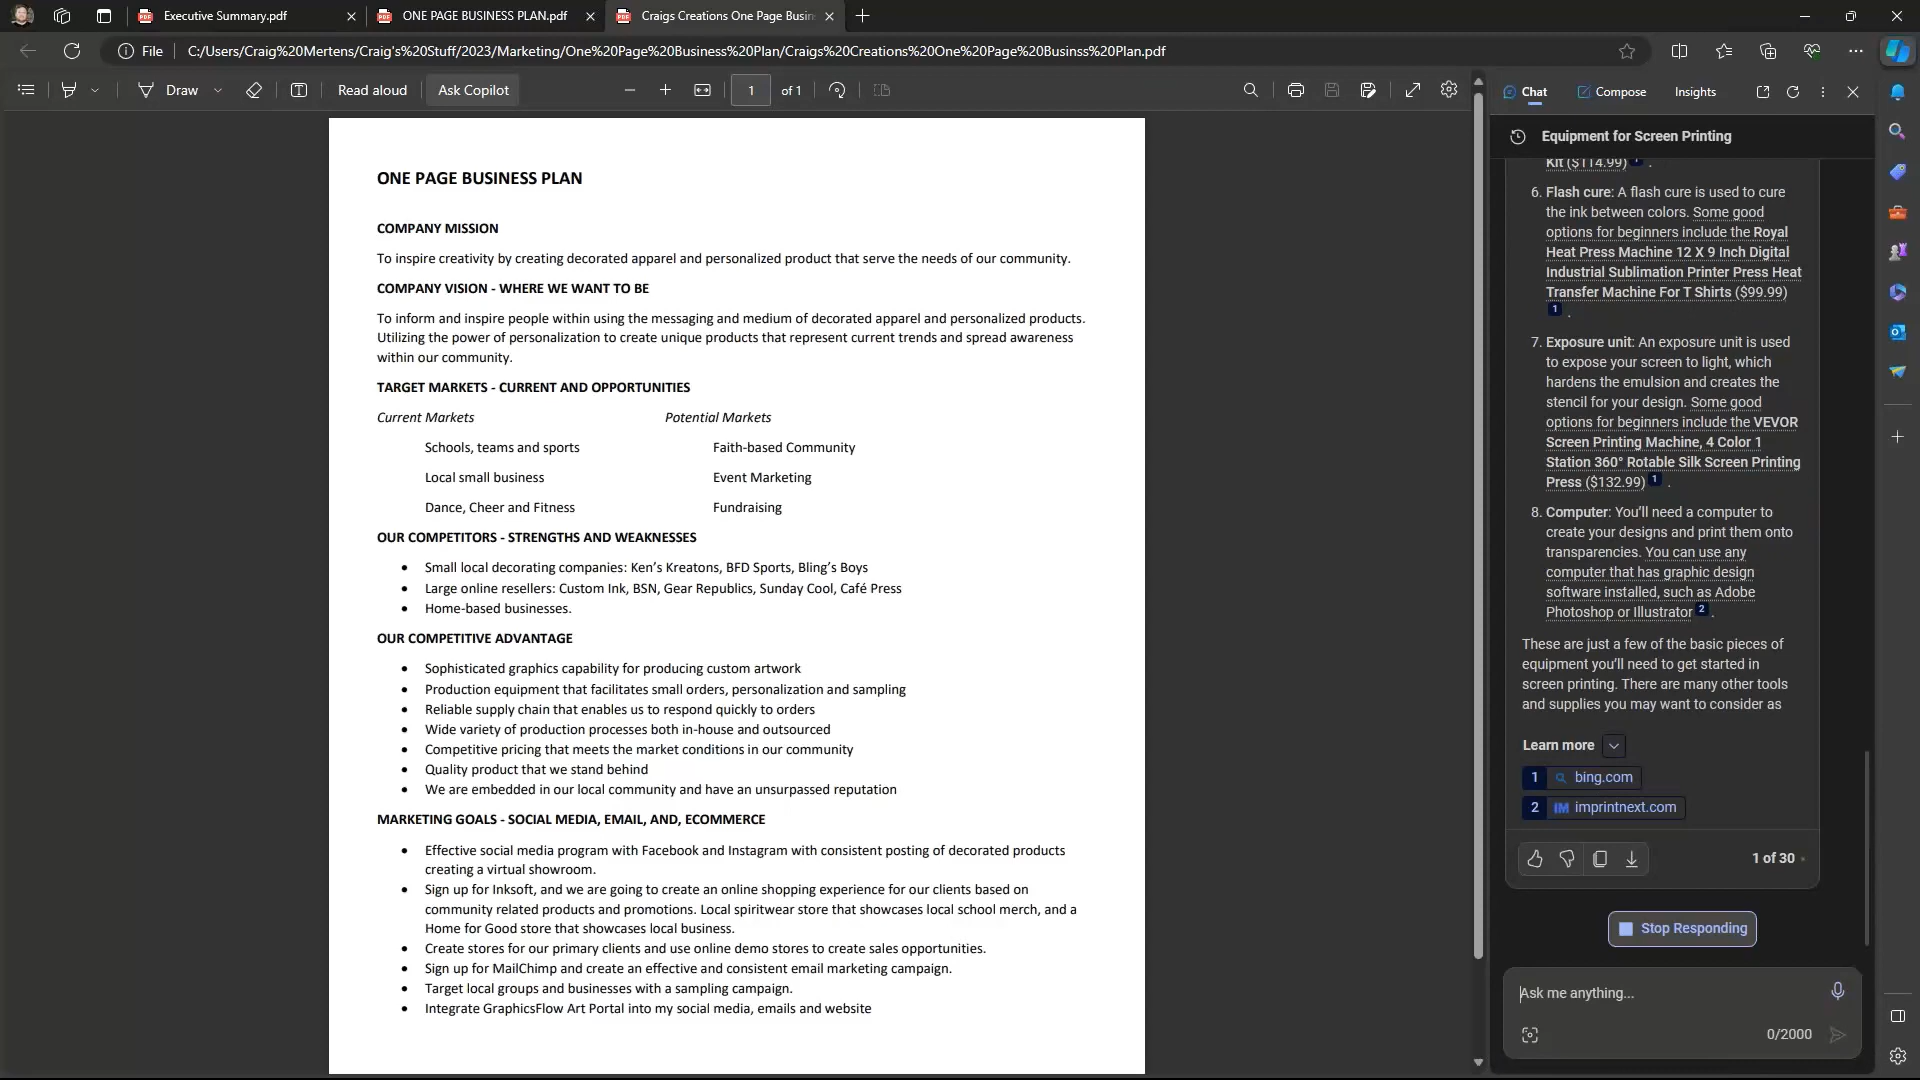 Executive Summary.pdf
ONE PAGE BUSINESS PLAN.pdf
Craigs Creations One Page Busin
File
C:/Users/Craig%20Mertens/Craig's%20Stuff/2023/Marketing/One%20Page%20Business%20Plan/Craigs%20Creations%20One%20Page%20Businss%20Plan.pdf
Draw
Read aloud
Ask Copilot
1
of 1
ONE PAGE BUSINESS PLAN
COMPANY MISSION
To inspire creativity by creating decorated apparel and personalized product that serve the needs of our community.
COMPANY VISION - WHERE WE WANT TO BE
To inform and inspire people within using the messaging and medium of decorated apparel and personalized products.
Utilizing the power of personalization to create unique products that represent current trends and spread awareness
within our community.
TARGET MARKETS - CURRENT AND OPPORTUNITIES
Current Markets
Potential Markets
Schools, teams and sports
Faith-based Community
Local small business
Event Marketing
Dance, Cheer and Fitness
Fundraising
OUR COMPETITORS - STRENGTHS AND WEAKNESSES
• Small local decorating companies: Ken's Kreatons, BFD Sports, Bling's Boys
• Large online resellers: Custom Ink, BSN, Gear Republics, Sunday Cool, Café Press
• Home-based businesses.
OUR COMPETITIVE ADVANTAGE
• Sophisticated graphics capability for producing custom artwork
• Production equipment that facilitates small orders, personalization and sampling
• Reliable supply chain that enables us to respond quickly to orders
• Wide variety of production processes both in-house and outsourced
• Competitive pricing that meets the market conditions in our community
• Quality product that we stand behind
• We are embedded in our local community and have an unsurpassed reputation
MARKETING GOALS - SOCIAL MEDIA, EMAIL, AND, ECOMMERCE
• Effective social media program with Facebook and Instagram with consistent posting of decorated products
creating a virtual showroom.
• Sign up for Inksoft, and we are going to create an online shopping experience for our clients based on
community related products and promotions. Local spiritwear store that showcases local school merch, and a
Home for Good store that showcases local business.
• Create stores for our primary clients and use online demo stores to create sales opportunities.
• Sign up for MailChimp and create an effective and consistent email marketing campaign.
• Target local groups and businesses with a sampling campaign.
• Integrate GraphicsFlow Art Portal into my social media, emails and website
Chat
Compose
Insights
Equipment for Screen Printing
Kit ($114.99) 1 .
6. Flash cure: A flash cure is used to cure
the ink between colors. Some good
options for beginners include the Royal
Heat Press Machine 12 X 9 Inch Digital
Industrial Sublimation Printer Press Heat
Transfer Machine For T Shirts ($99.99)
1 .
7. Exposure unit: An exposure unit is used
to expose your screen to light, which
hardens the emulsion and creates the
stencil for your design. Some good
options for beginners include the VEVOR
Screen Printing Machine, 4 Color 1
Station 360° Rotable Silk Screen Printing
Press ($132.99) 1 .
8. Computer: You'll need a computer to
create your designs and print them onto
transparencies. You can use any
computer that has graphic design
software installed, such as Adobe
Photoshop or Illustrator 2 .
These are just a few of the basic pieces of
equipment you'll need to get started in
screen printing. There are many other tools
and supplies you may want to consider as
Learn more
1 bing.com
2 IM imprintnext.com
1 of 30
Stop Responding
Ask me anything...
0/2000